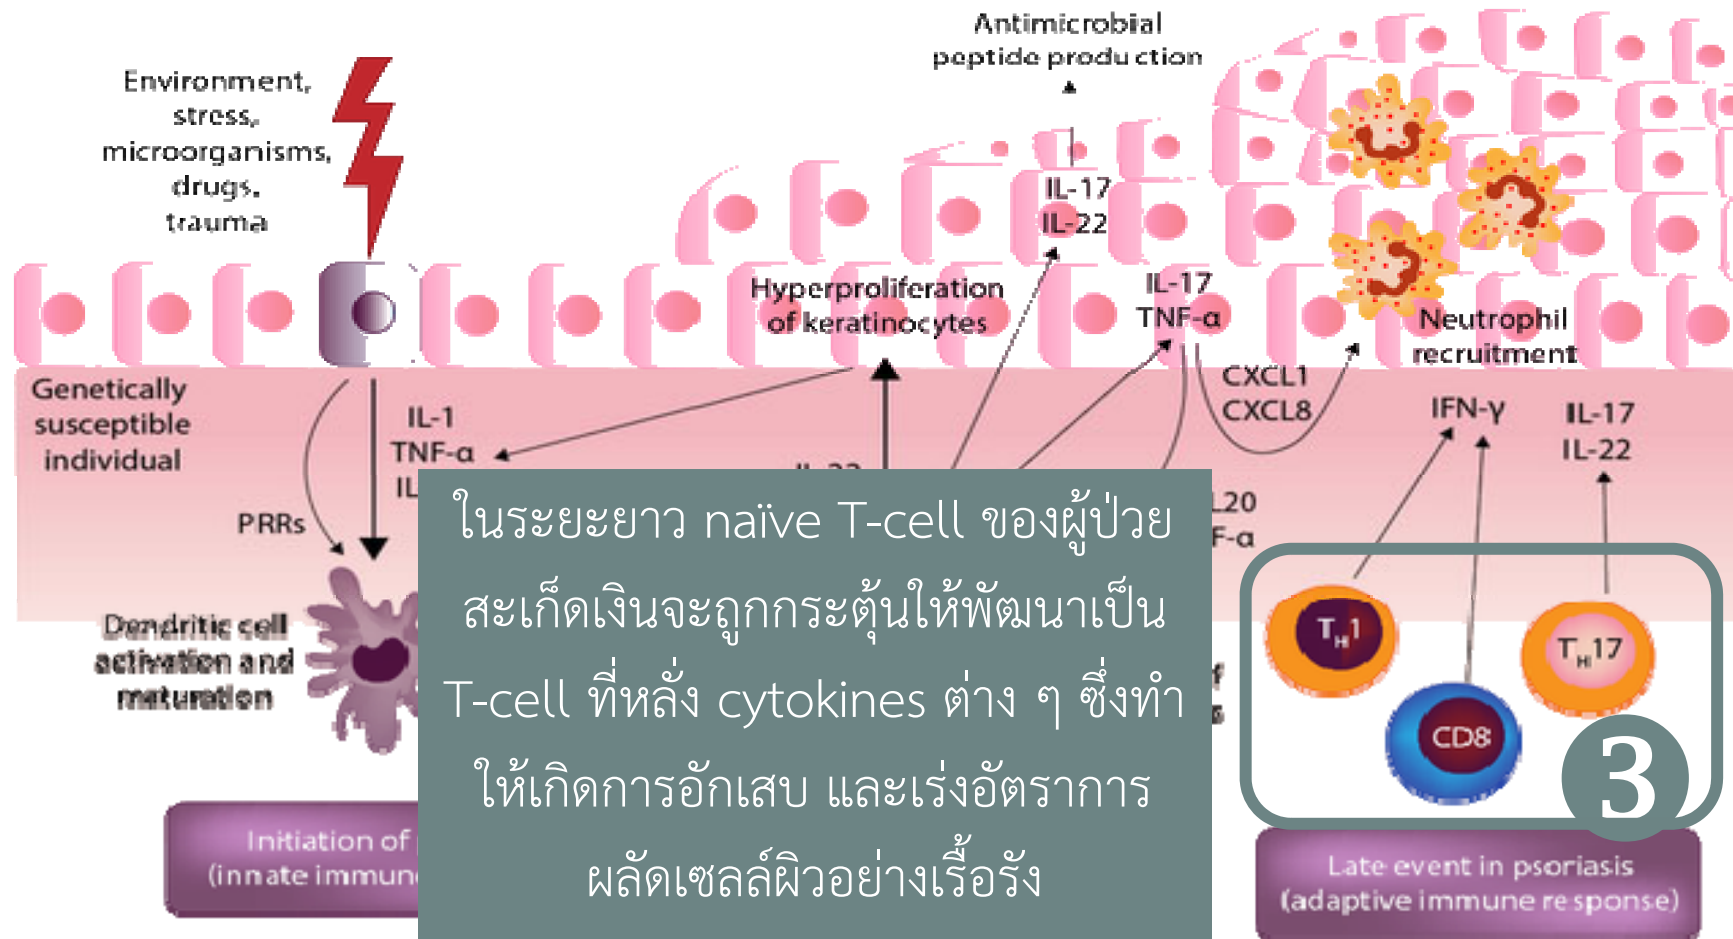 Antimicrobial
peptide production
Environment,
stress,
microorganisms,
drugs,
trauma
IL-17
IL-22
Hyperproliferation
of keratinocytes
IL-17
TNF-α
Neutrophil
recruitment
Genetically
susceptible
individual
IL-1
TNF-α
IL
CXCL1
CXCL8
IFN-γ
IL-17
IL-22
PRRs
L20
F-α
ในระยะยาว naïve T-cell ของผู้ป่วย
สะเก็ดเงินจะถูกกระตุ้นให้พัฒนาเป็น
T-cell ที่หลั่ง cytokines ต่าง ๆ ซึ่งทำ
ให้เกิดการอักเสบ และเร่งอัตราการ
ผลัดเซลล์ผิวอย่างเรื้อรัง
Dendritic cell
activation and
maturation
TH1
TH17
CD8
3
Initiation of
(innate immun
Late event in psoriasis
(adaptive immune response)